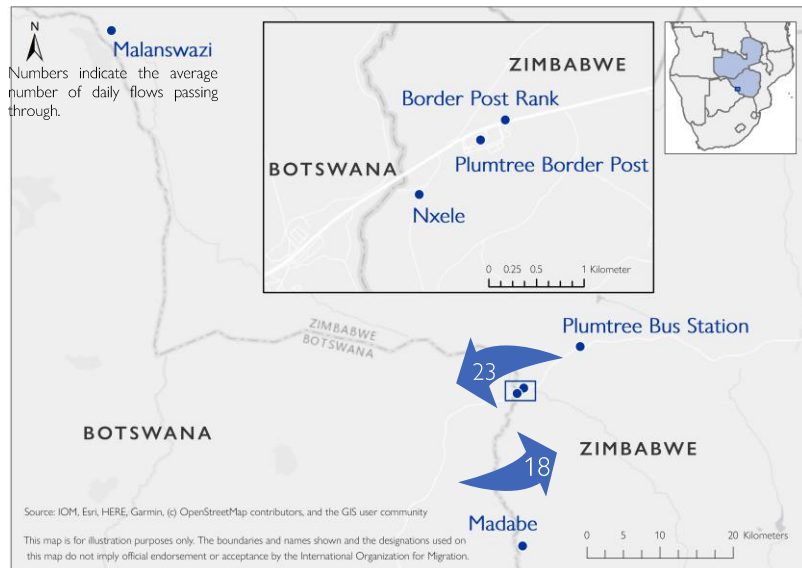 N
Malanswazi
Numbers indicate the average
number of daily flows passing
through.
ZIMBABWE
Border Post Rank
BOTSWANA
Plumtree Border Post
Nxele
0 0.25 0.5 1 Kilometer
ZIMBABWE
BOTSWANA
Plumtree Bus Station
23
BOTSWANA
ZIMBABWE
18
Source: IOM, Esri, HERE, Garmin, (c) OpenStreetMap contributors, and the GIS user community
Madabe
0 5 10 20 Kilometers
This map is for illustration purposes only. The boundaries and names shown and the designations used on
this map do not imply official endorsement or acceptance by the International Organization for Migration.